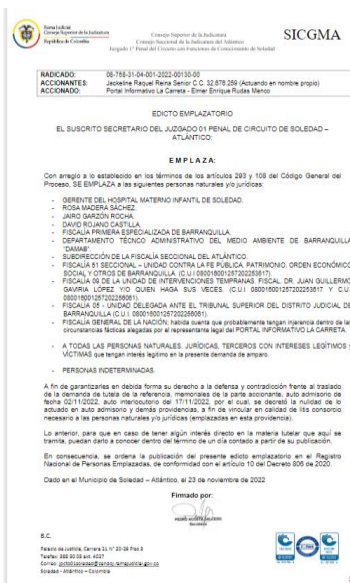 Rama Judicial
Consejo Superior de la Judicatura
República de Colombia
Consejo Superior de la Judicatura
Consejo Seccional de la Judicatura del Atlántico
Juzgado 1° Penal del Circuito con Funciones de Conocimiento de Soledad
SICGMA
RADICADO: 08-758-31-04-001-2022-00130-00
ACCIONANTES: Jackeline Raquel Reina Senior C.C. 32.878.259 (Actuando en nombre propio)
ACCIONADO: Portal Informativo La Carreta - Elmer Enrique Rudas Menco
EDICTO EMPLAZATORIO
EL SUSCRITO SECRETARIO DEL JUZGADO 01 PENAL DE CIRCUITO DE SOLEDAD –
ATLÁNTICO:
E M P L A Z A:
Con arreglo a lo establecido en los términos de los artículos 293 y 108 del Código General del
Proceso, SE EMPLAZA a las siguientes personas naturales y/o jurídicas:
- GERENTE DEL HOSPITAL MATERNO INFANTIL DE SOLEDAD.
- ROSA MADERA SÁCHEZ.
- JAIRO GARZÓN ROCHA.
- DAVID ROJANO CASTILLA.
- FISCALÍA PRIMERA ESPECIALIZADA DE BARRANQUILLA.
- DEPARTAMENTO TÉCNICO ADMINISTRATIVO DEL MEDIO AMBIENTE DE BARRANQUILLA
"DAMAB".
- SUBDIRECCIÓN DE LA FISCALÍA SECCIONAL DEL ATLÁNTICO.
- FISCALÍA 51 SECCIONAL – UNIDAD CONTRA LA FE PÚBLICA, PATRIMONIO, ORDEN ECONÓMICO
SOCIAL Y OTROS DE BARRANQUILLA
- FISCALÍA 09 DE LA UNIDAD DE INTERVENCIONES TEMPRANAS. FISCAL, DR. JUAN GUILLERMO
GAVIRIA LÓPEZ Y/O QUIEN HAGA SUS VECES.
- FISCALÍA 05 - UNIDAD DELEGADA ANTE EL TRIBUNAL SUPERIOR DEL DISTRITO JUDICIAL DE
BARRANQUILLA
- FISCALÍA GENERAL DE LA NACIÓN; habida cuenta que probablemente tengan injerencia dentro de las
circunstancias fácticas alegadas por el representante legal del PORTAL INFORMATIVO LA CARRETA.
- A TODAS LAS PERSONAS NATURALES, JURÍDICAS, TERCEROS CON INTERESES LEGÍTIMOS Y
VÍCTIMAS que tengan interés legítimo en la presente demanda de amparo.
- PERSONAS INDETERMINADAS.
A fin de garantizarles en debida forma su derecho a la defensa y contradicción frente al traslado
de la demanda de tutela de la referencia, memoriales de la parte accionante, auto admisorio de
fecha 02/11/2022, auto interlocutorio del 17/11/2022, por el cual, se decretó la nulidad de lo
actuado en auto admisorio y demás providencias, a fin de vincular en calidad de litis consorcio
necesario a las personas naturales y/o jurídicas (emplazadas en esta providencia).
Lo anterior, para que en caso de tener algún interés directo en la materia tutelar que aquí se
tramita, puedan darlo a conocer dentro del término de un día contado a partir de su publicación.
En consecuencia, se ordena la publicación del presente edicto emplazatorio en el Registro
Nacional de Personas Emplazadas, de conformidad con el artículo 10 del Decreto 806 de 2020.
Dado en el Municipio de Soledad – Atlántico, el 23 de noviembre de 2022
Firmado por:
PEDRO ACOSTA
Secretario
B.C.
Palacio de Justicia, Carrera 21 N° 20-26 Piso 3
Soledad - Atlántico – Colombia